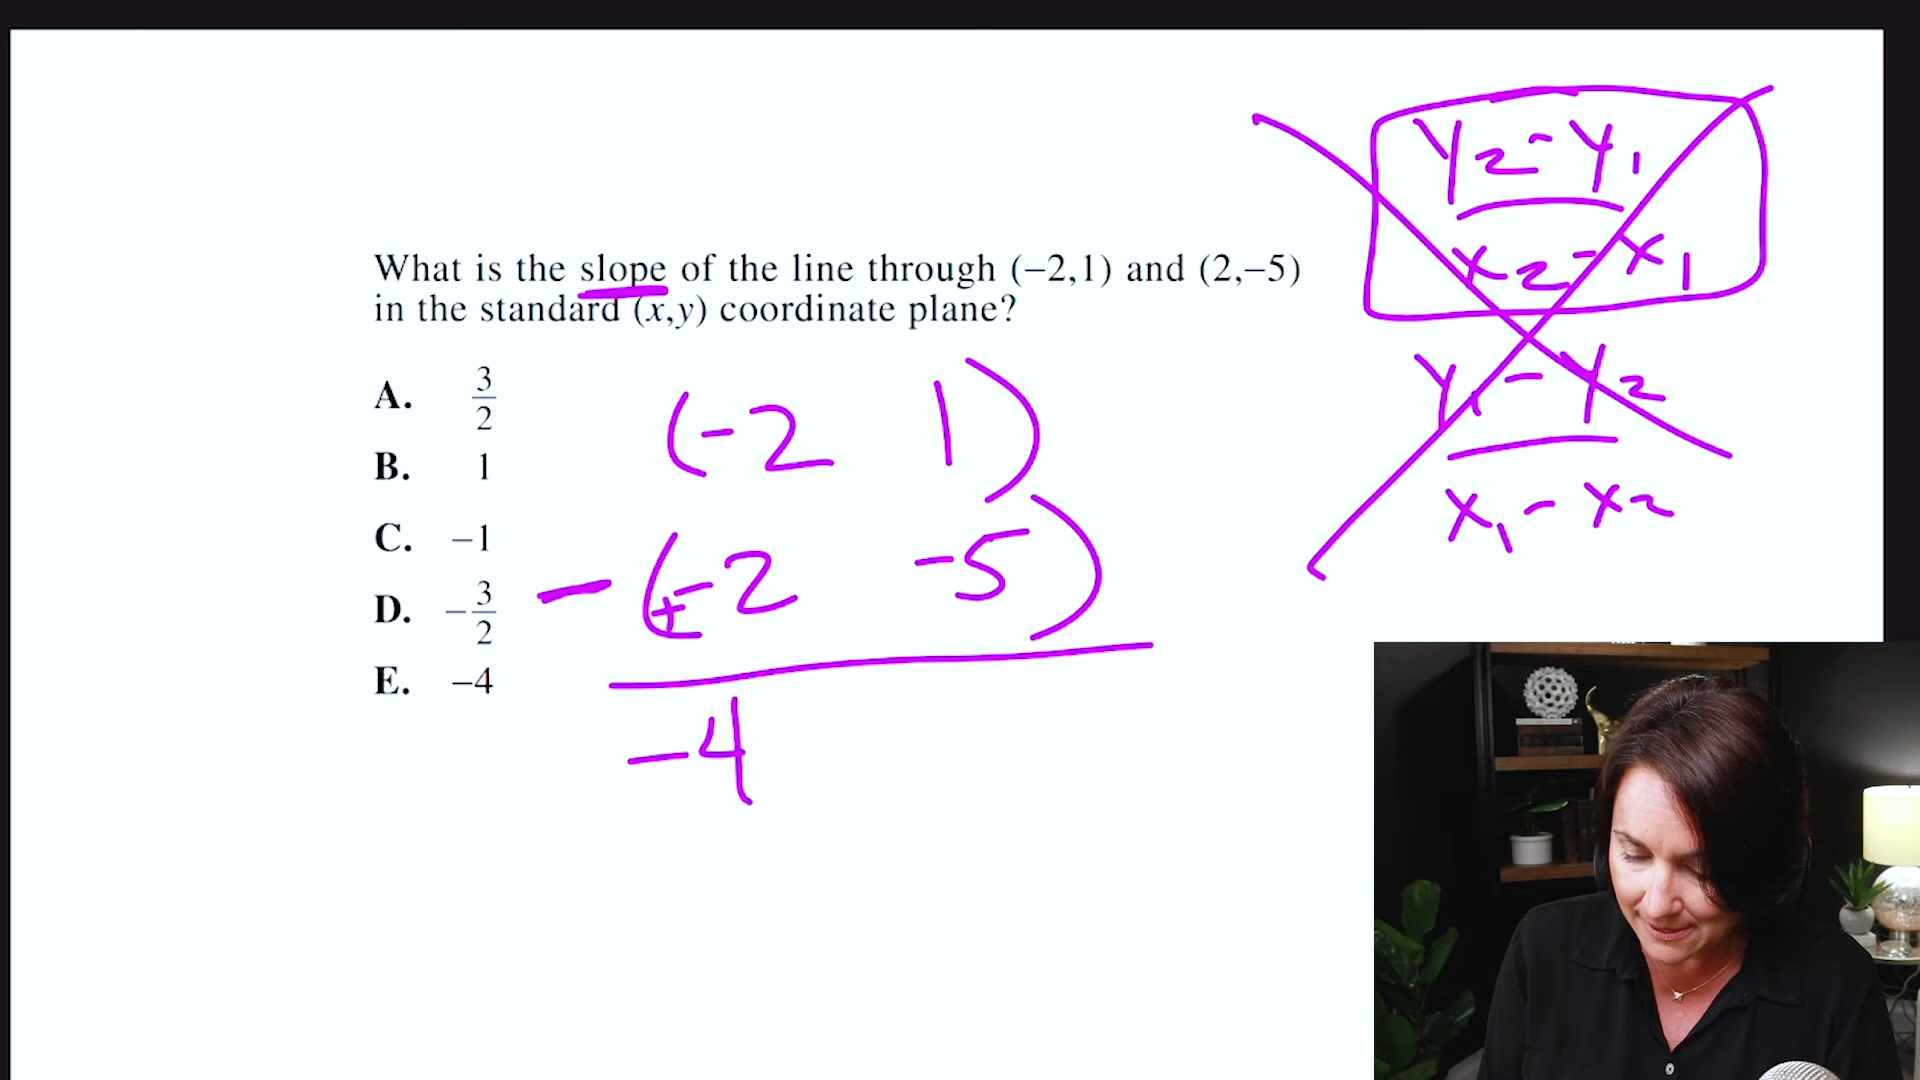 What is the slope of the line through (−2,1) and (2,−5)
in the standard (x,y) coordinate plane?
A. 3/2
B. 1
C. −1
D. −3/2
E. −4
(-2 1)
- (+-2 -5)
-4
y2 - y1
x2 - x1
y1 - y2
x1 - x2